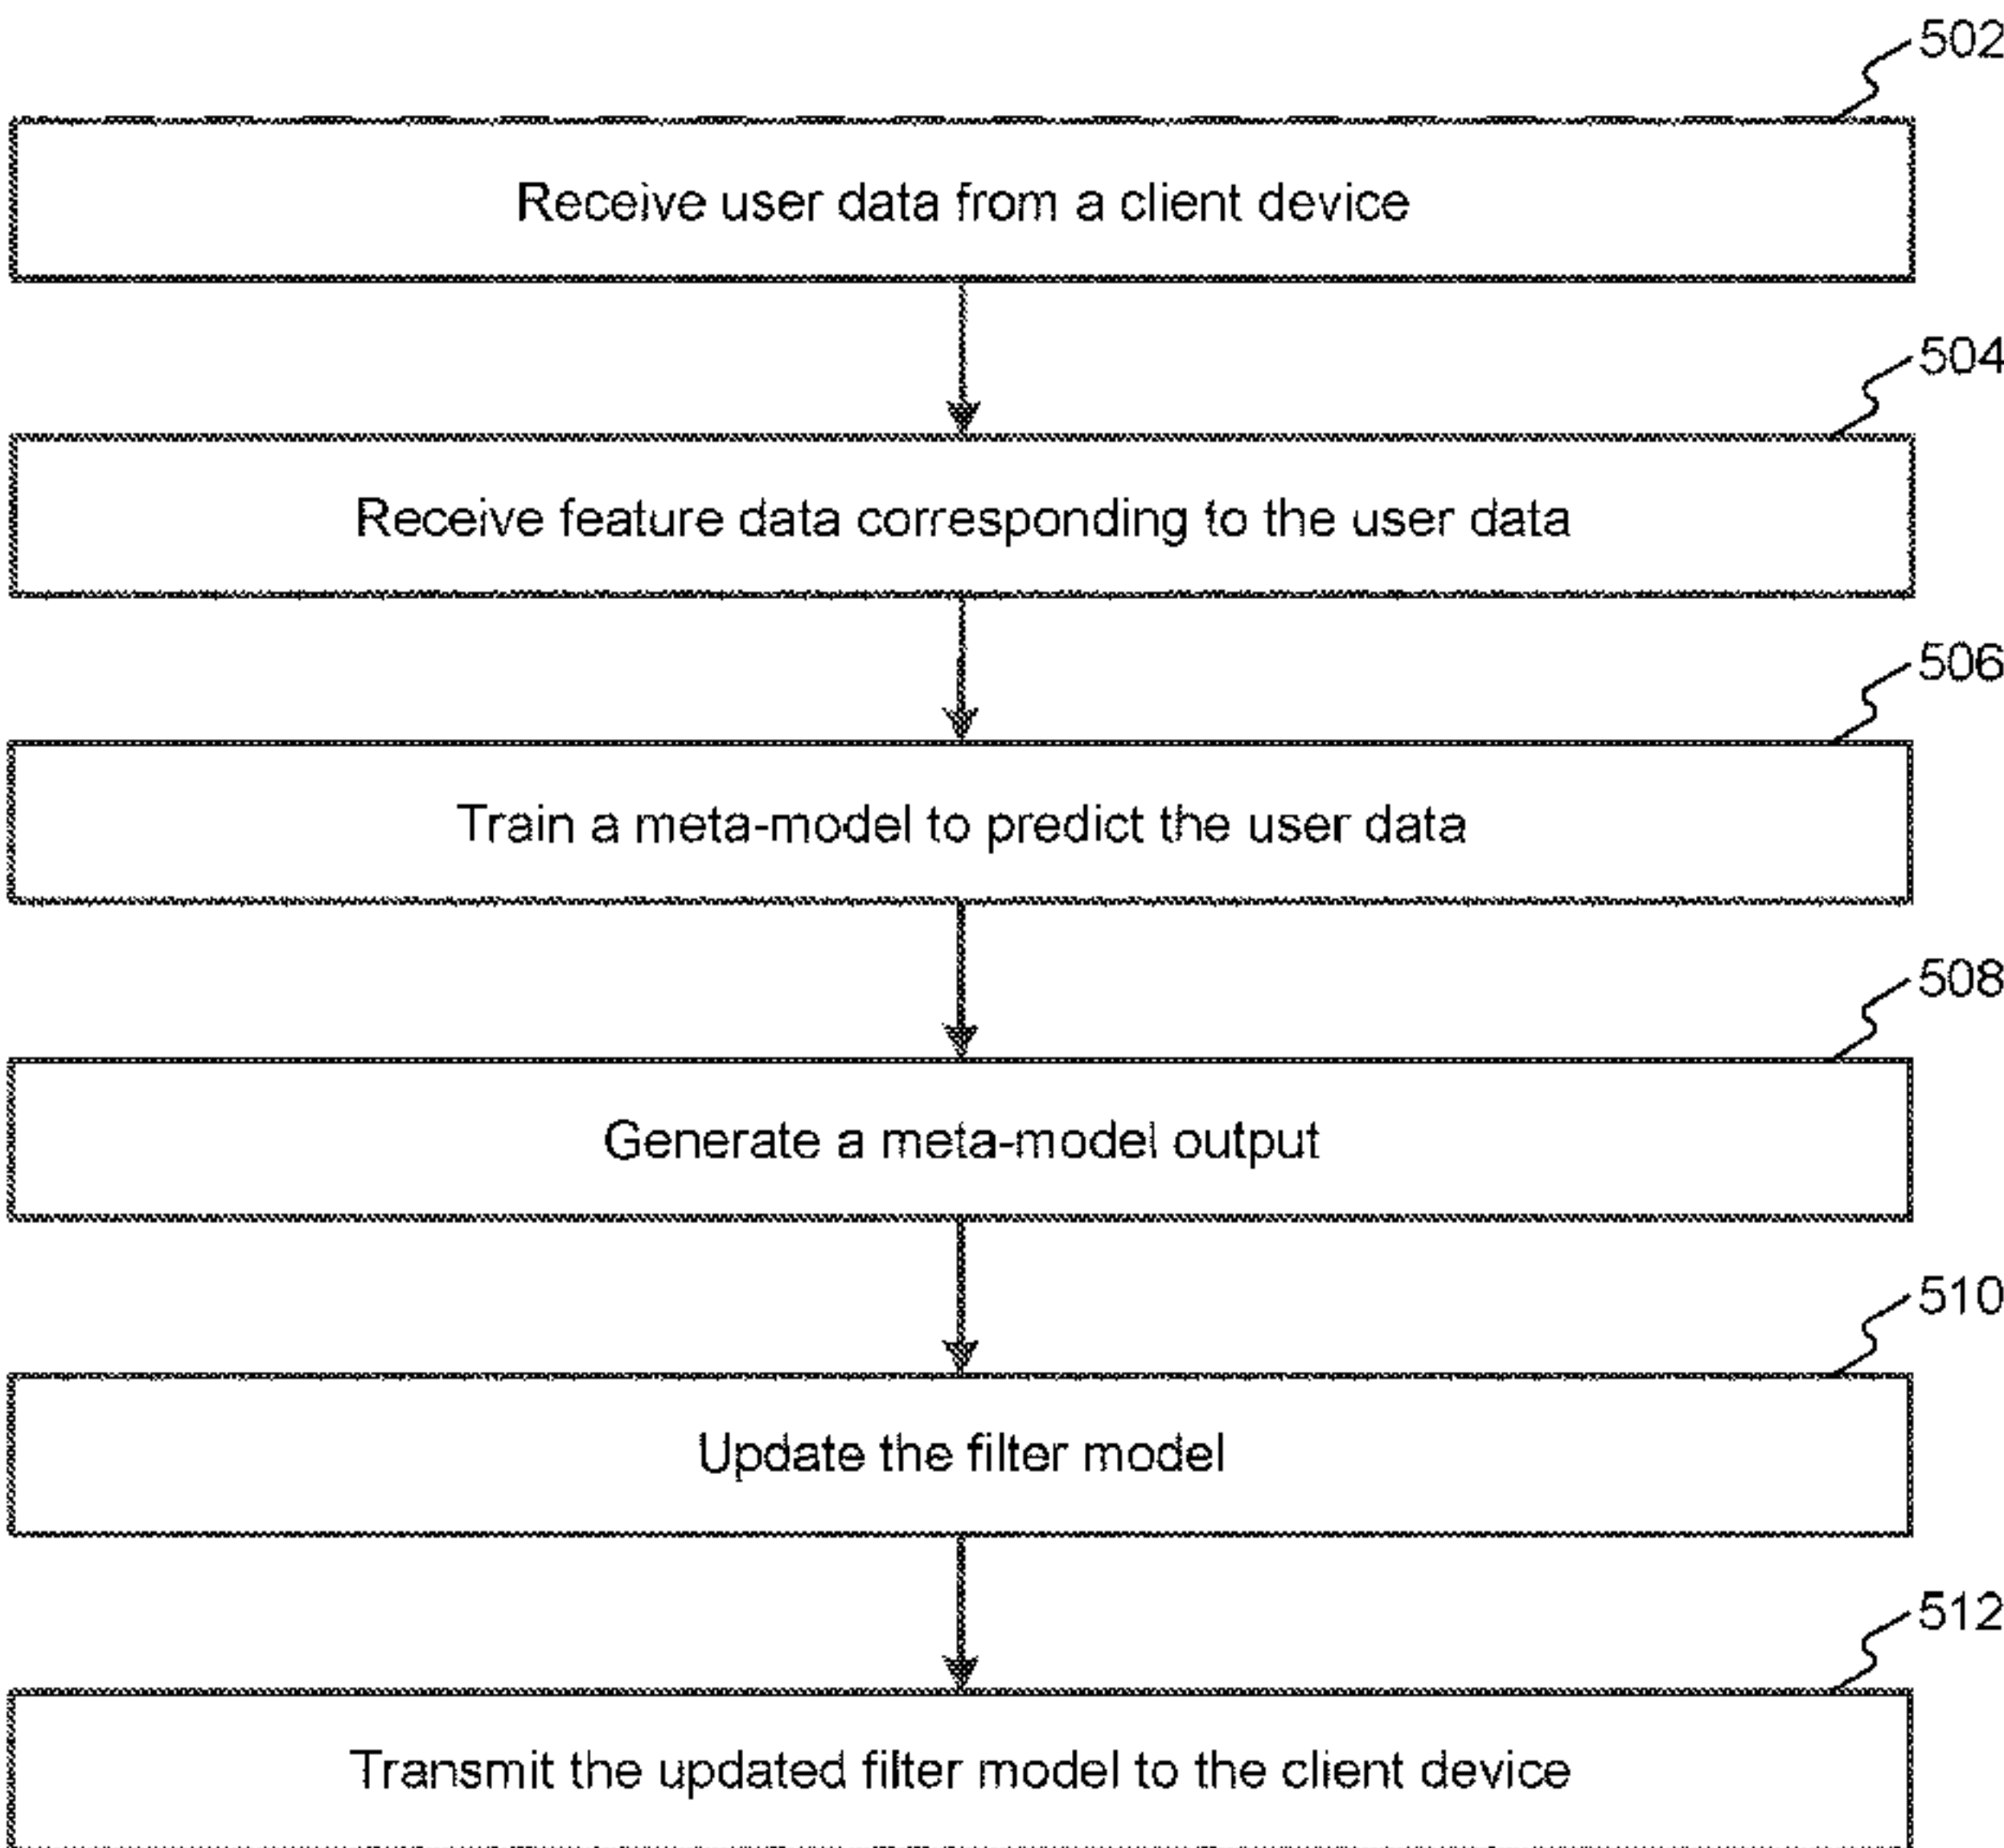 502
Receive user data from a client device
504
Receive feature data corresponding to the user data
506
Train a meta-model to predict the user data
508
Generate a meta-model output
510
Update the filter model
512
Transmit the updated filter model to the client device